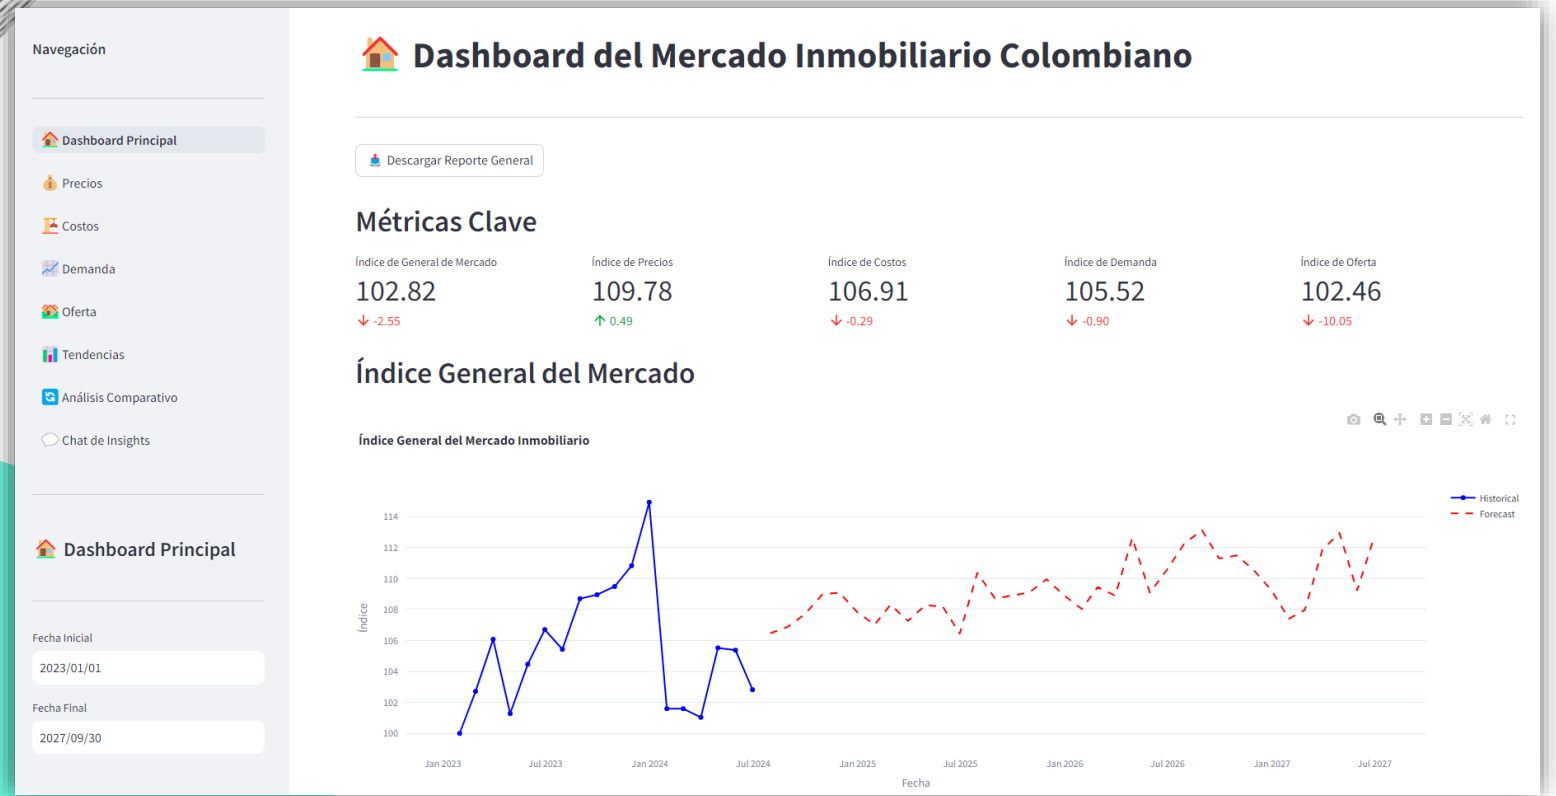 Navegación
Dashboard Principal
Precios
Costos
Demanda
Oferta
Tendencias
Análisis Comparativo
Chat de Insights
Dashboard Principal
Fecha Inicial
2023/01/01
Fecha Final
2027/09/30
Dashboard del Mercado Inmobiliario Colombiano
Descargar Reporte General
Métricas Clave
Índice de General de Mercado
102.82
-2.55
Índice de Precios
109.78
0.49
Índice de Costos
106.91
-0.29
Índice de Demanda
105.52
-0.90
Índice de Oferta
102.46
-10.05
Índice General del Mercado
Índice General del Mercado Inmobiliario
Historical
Forecast
Índice
114
112
110
108
106
104
102
100
Jan 2023 Jul 2023 Jan 2024 Jul 2024 Jan 2025 Jul 2025 Jan 2026 Jul 2026 Jan 2027 Jul 2027
Fecha